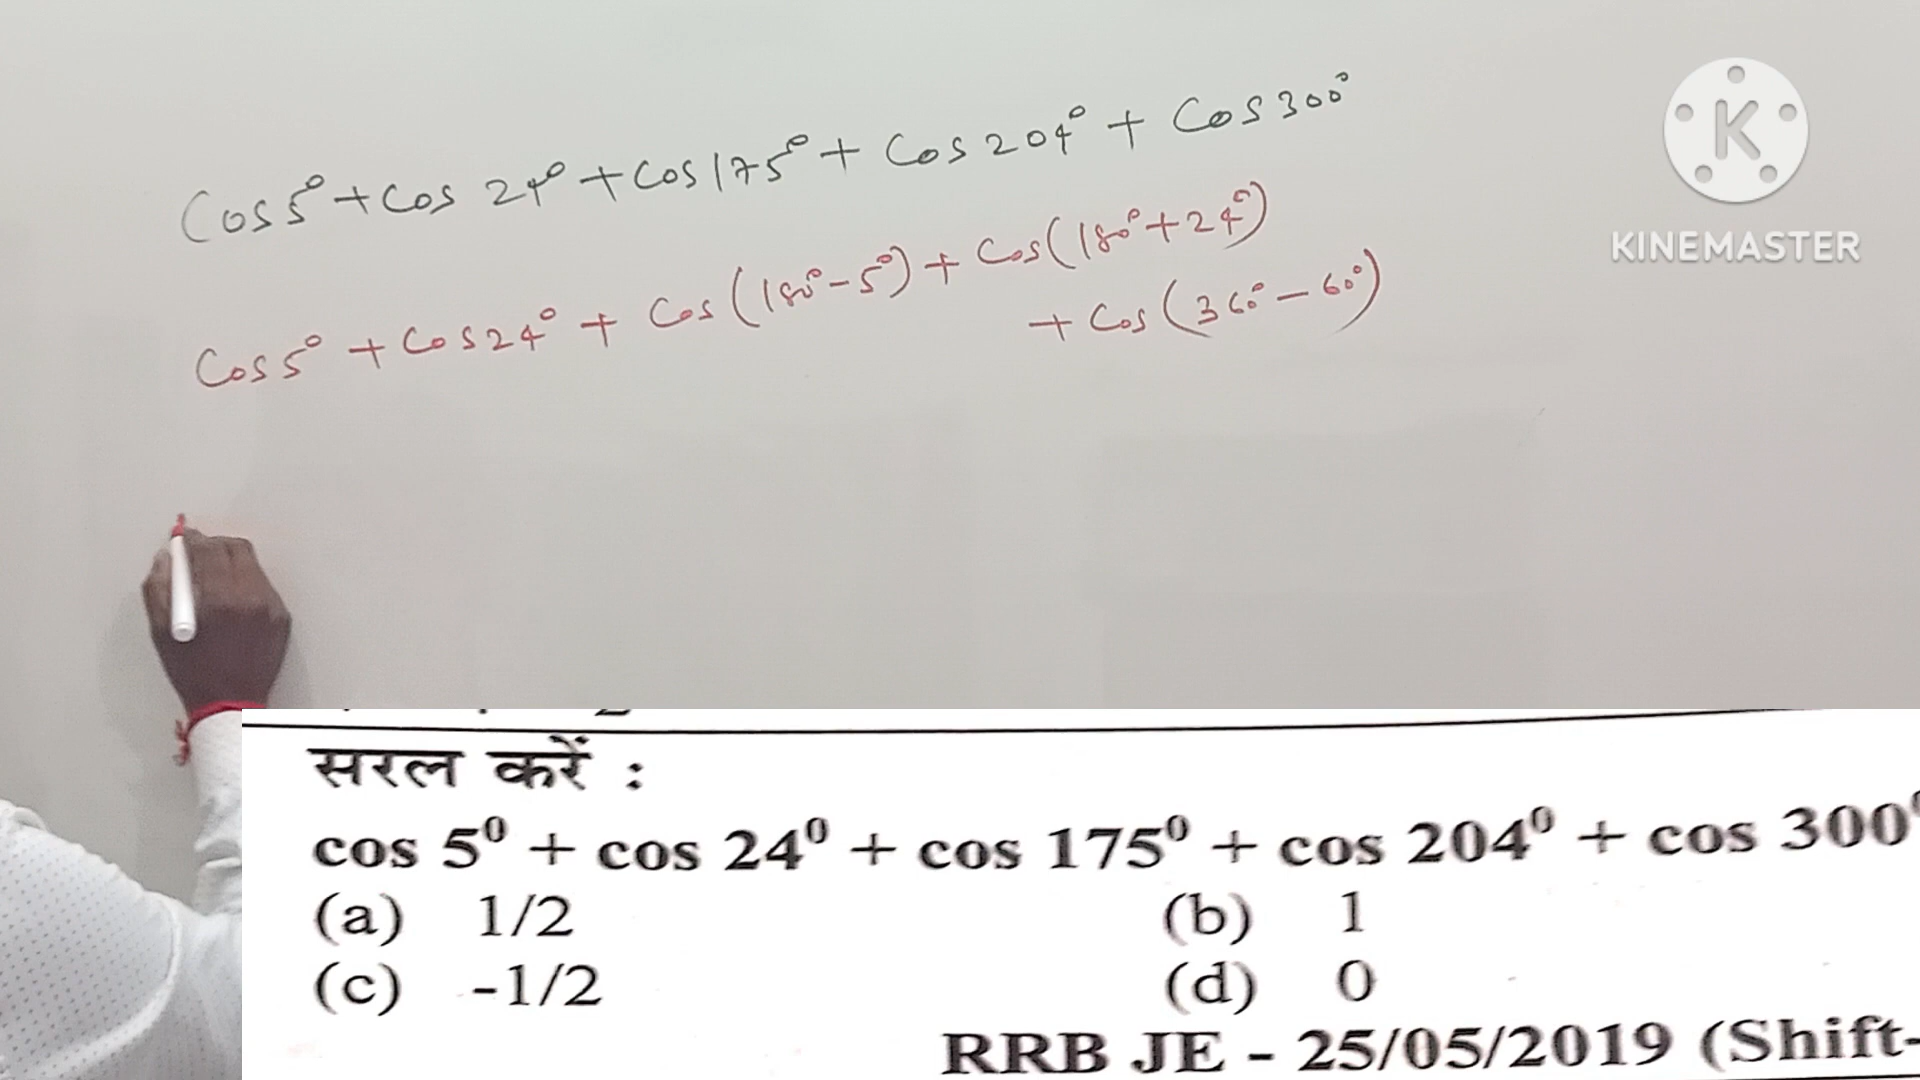 Cos 5° + Cos 24° + Cos 175° + Cos 204° + Cos 300°
Cos 5° + Cos 24° + Cos (180° - 5°) + Cos (180° + 24°)
+ Cos (360° - 60°)
KINEMASTER
सरल करें :
cos 5⁰ + cos 24⁰ + cos 175⁰ + cos 204⁰ + cos 300⁰
(a) 1/2 (b) 1
(c) -1/2 (d) 0
RRB JE - 25/05/2019 (Shift-